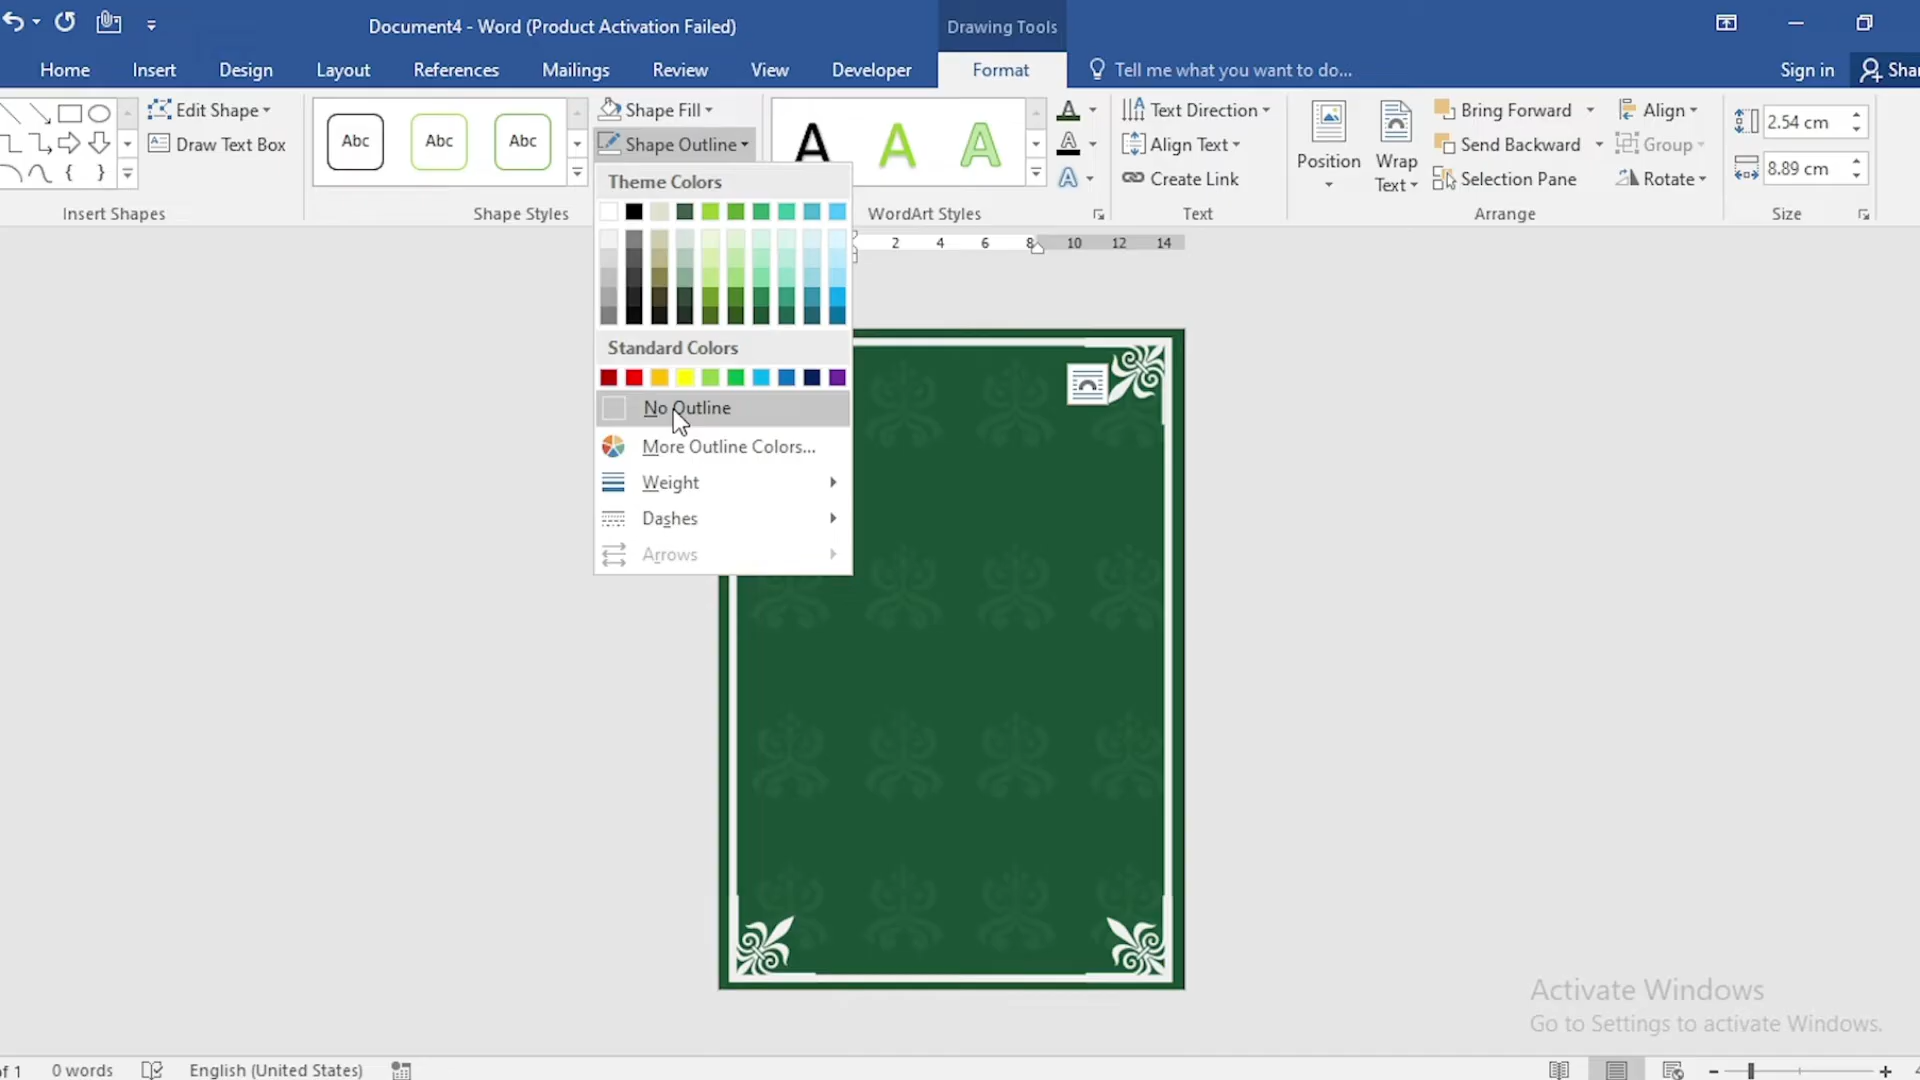 Document4 - Word (Product Activation Failed)
Drawing Tools
Home Insert Design Layout References Mailings Review View Developer Format Tell me what you want to do... Sign in
Edit Shape
Draw Text Box
Insert Shapes
Abc Abc Abc
Shape Styles
Shape Fill
Shape Outline
A A A
WordArt Styles
Text Direction
Align Text
Create Link
Text
Position
Wrap
Text
Bring Forward
Send Backward
Selection Pane
Align
Group
Rotate
Arrange
2.54 cm
8.89 cm
Size
Theme Colors
Standard Colors
No Outline
More Outline Colors...
Weight
Dashes
Arrows
2 4 6 8 10 12 14
Activate Windows
Go to Settings to activate Windows.
of 1 0 words English (United States)